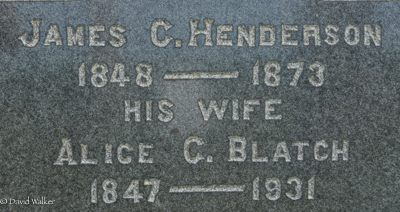 JAMES C. HENDERSON
1848 — 1873
HIS WIFE
ALICE C. BLATCH
1847 — 1931
© David Walker